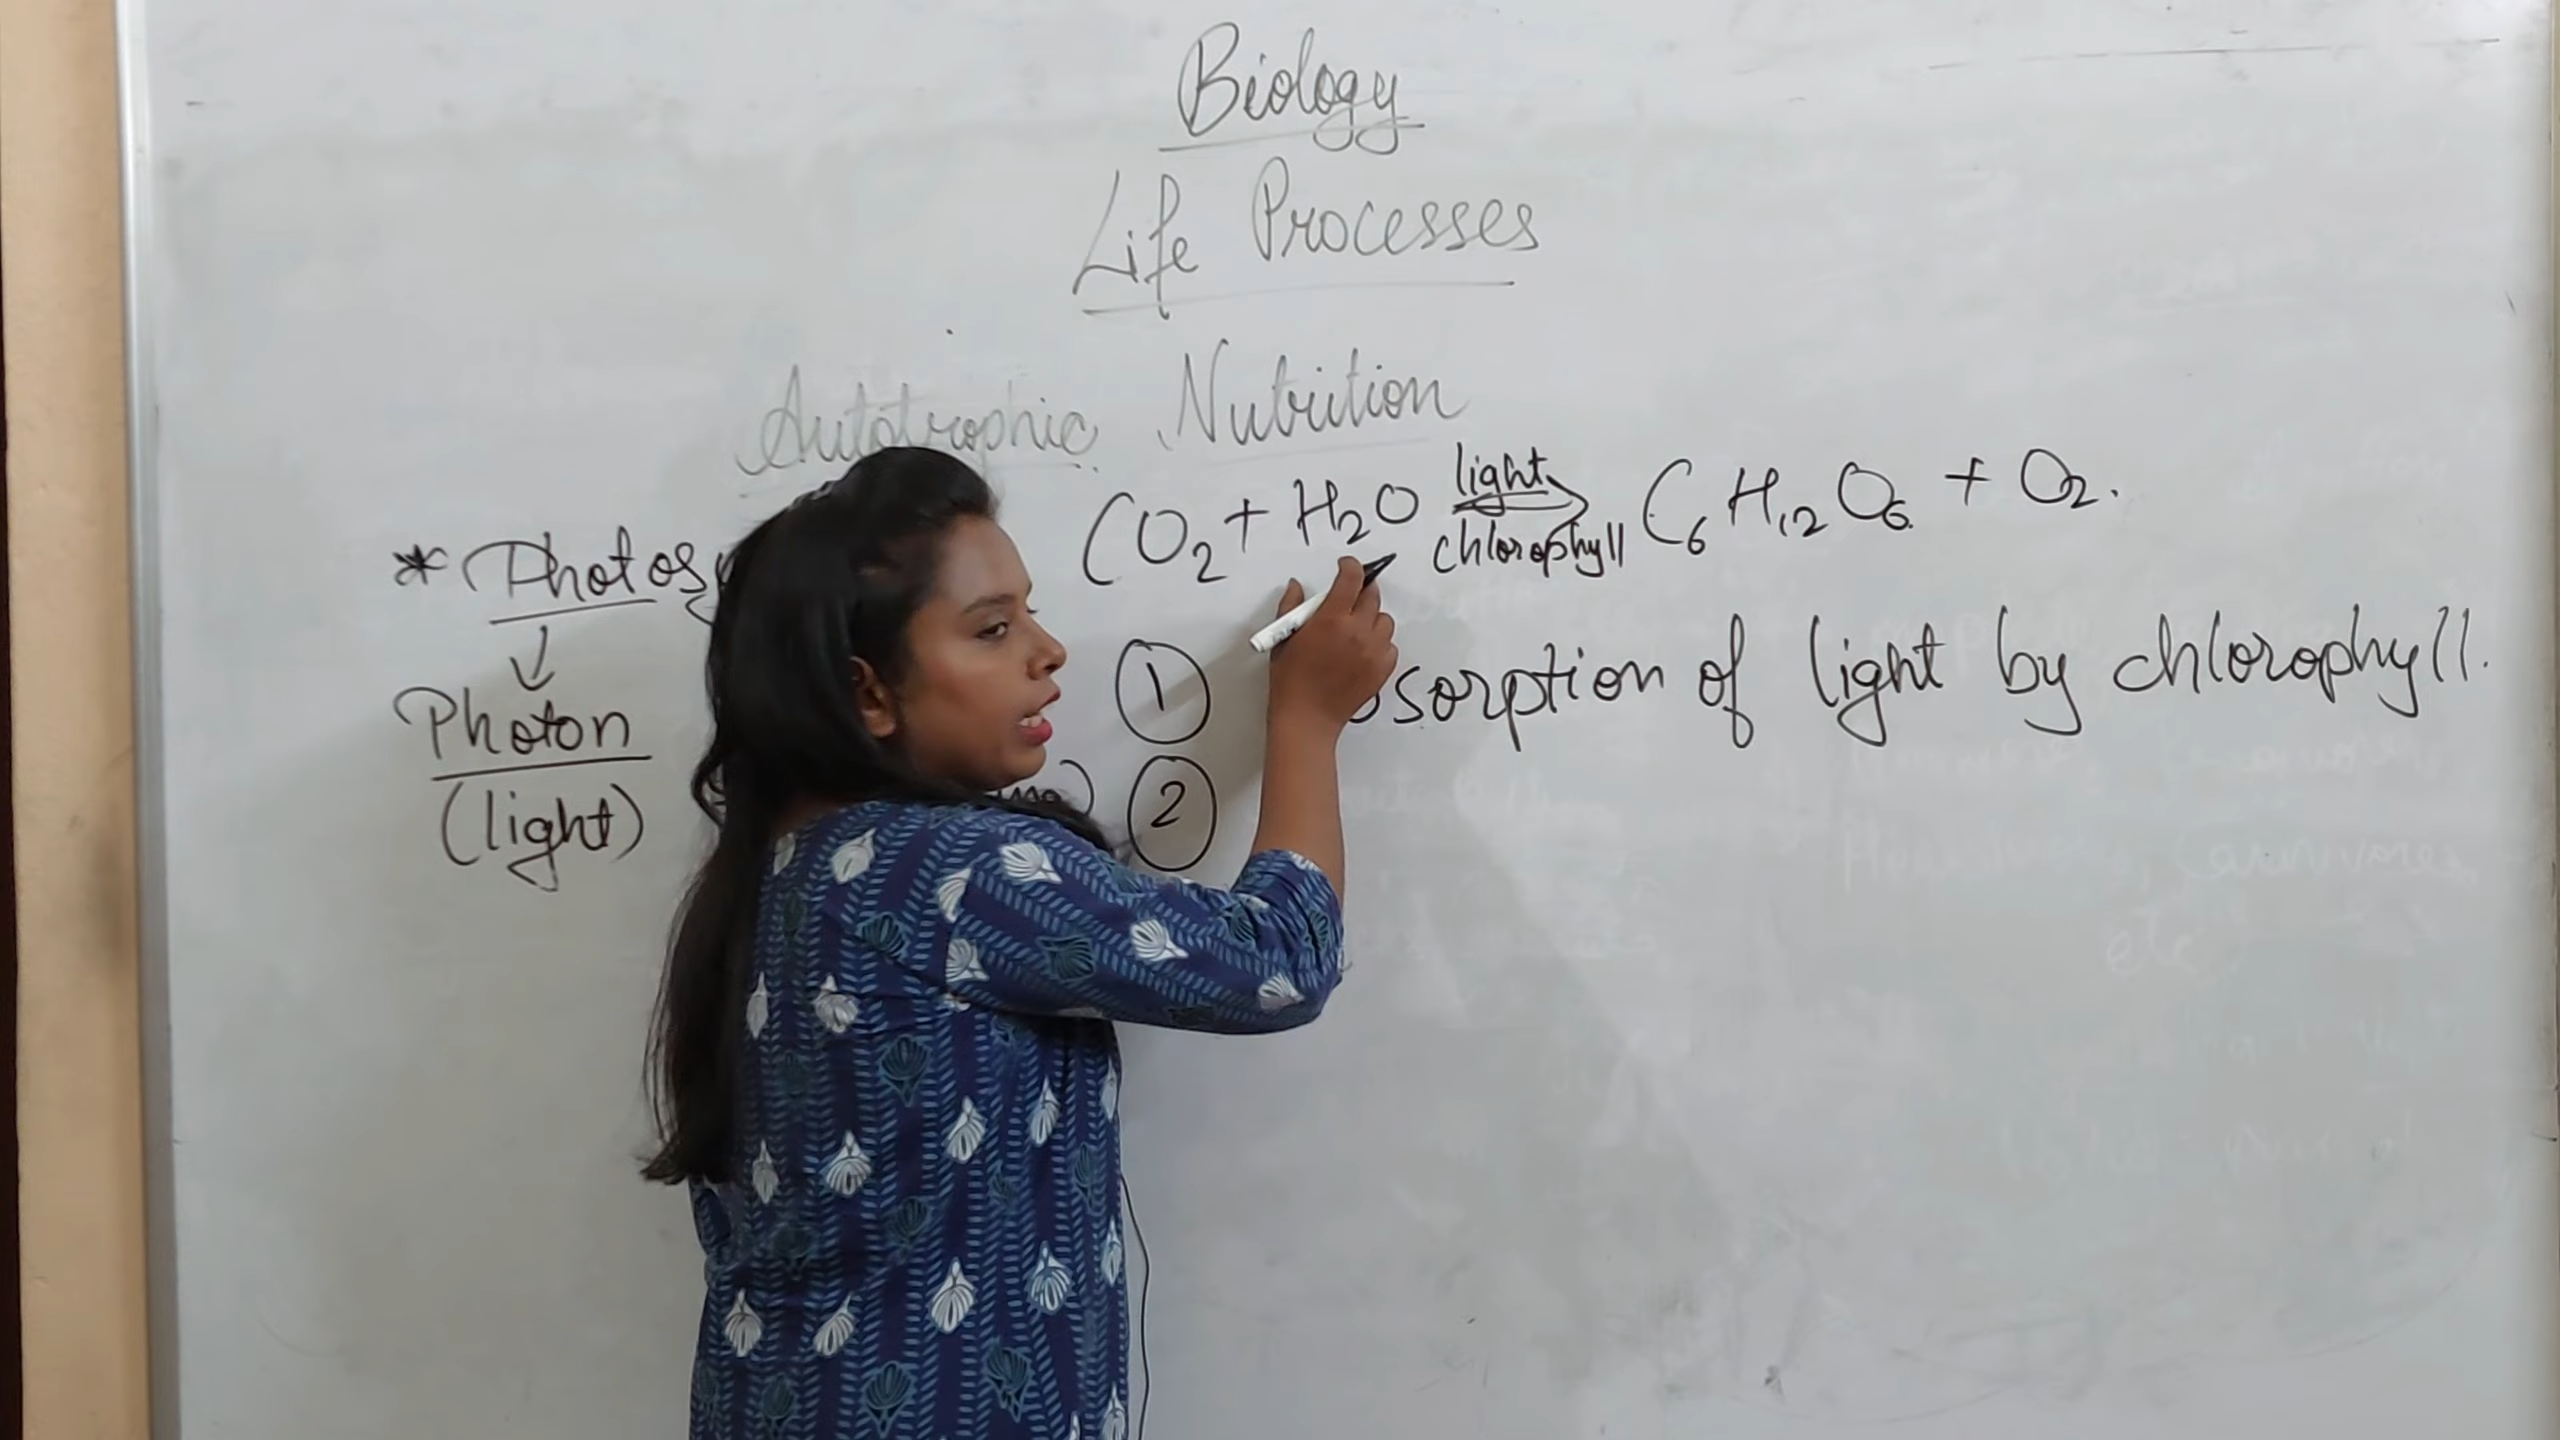 Biology
Life Processes
Autotrophic Nutrition
CO₂ + H₂O light chlorophyll C₆H₁₂O₆ + O₂.
* Photosy
↓
Photon
(light)
① sorption of light by chlorophyll.
②